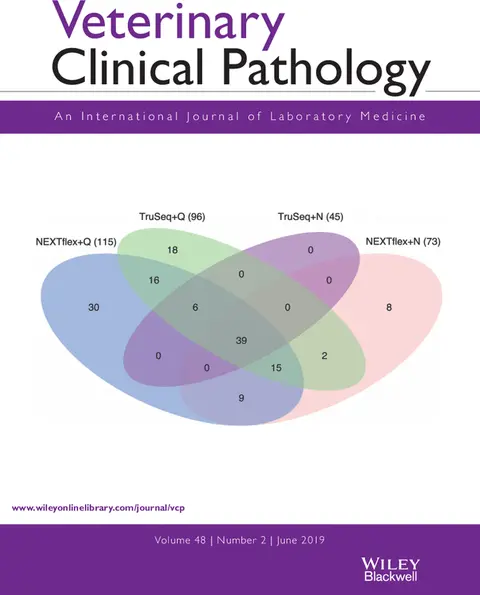 Veterinary
Clinical Pathology
An International Journal of Laboratory Medicine
TruSeq+Q (96)
TruSeq+N (45)
NEXTflex+Q (115)
NEXTflex+N (73)
18
0
16
0
0
30
6
0
8
39
0
0
15
2
9
www.wileyonlinelibrary.com/journal/vcp
Volume 48 | Number 2 | June 2019
WILEY
Blackwell